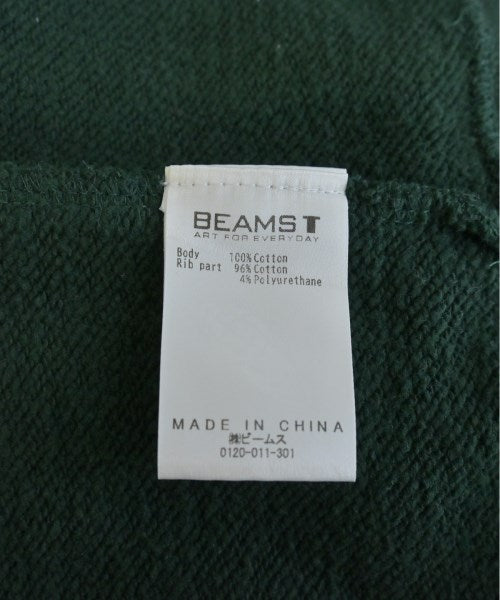 BEAMS T
ART FOR EVERYDAY
Body 100% Cotton
Rib part 96% Cotton
4% Polyurethane
MADE IN CHINA
㈱ビームス
0120-011-301